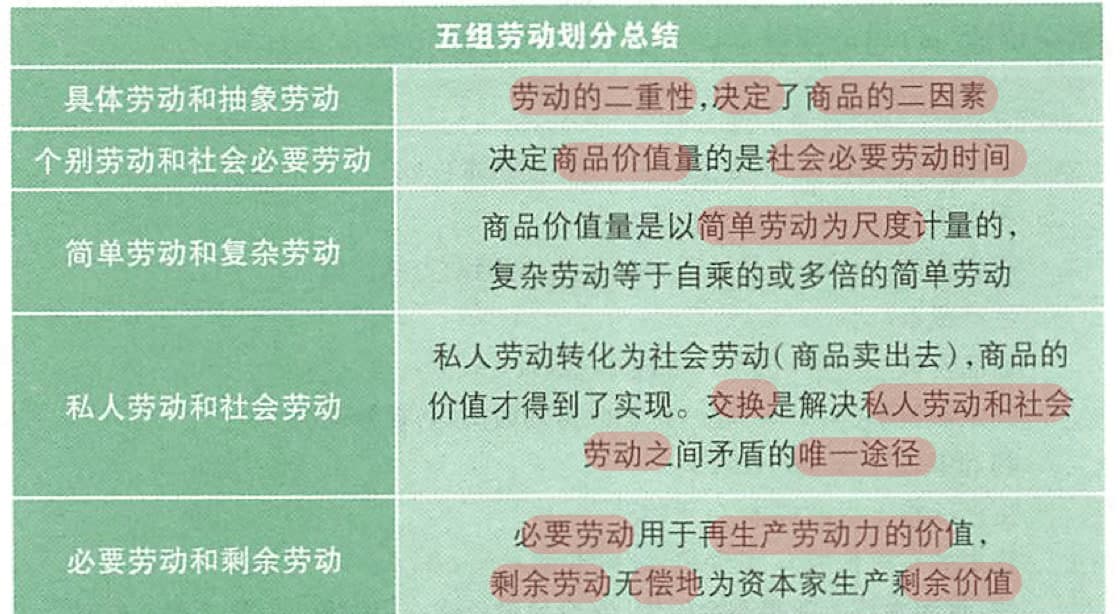 五组劳动划分总结
具体劳动和抽象劳动
劳动的二重性,决定了商品的二因素
个别劳动和社会必要劳动
决定商品价值量的是社会必要劳动时间
简单劳动和复杂劳动
商品价值量是以简单劳动为尺度计量的,
复杂劳动等于自乘的或多倍的简单劳动
私人劳动和社会劳动
私人劳动转化为社会劳动(商品卖出去),商品的
价值才得到了实现。交换是解决私人劳动和社会
劳动之间矛盾的唯一途径
必要劳动和剩余劳动
必要劳动用于再生产劳动力的价值,
剩余劳动无偿地为资本家生产剩余价值